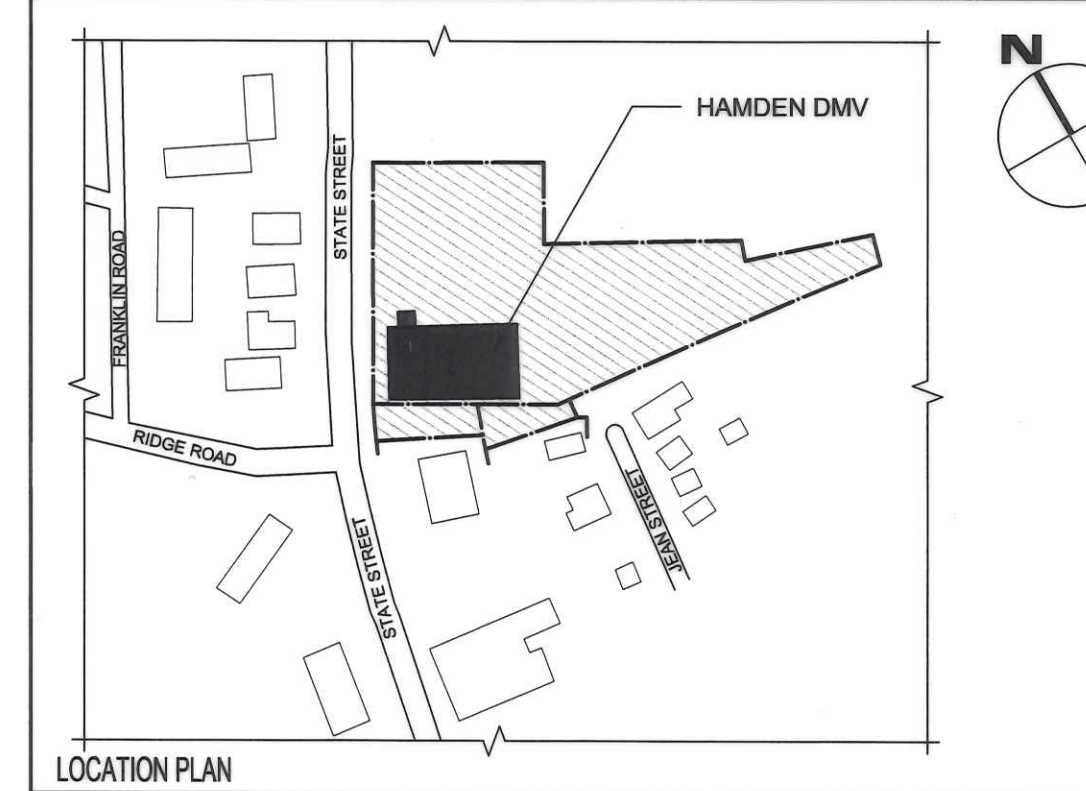 N
HAMDEN DMV
STATE STREET
FRANKLIN ROAD
RIDGE ROAD
STATE STREET
JEAN STREET
LOCATION PLAN